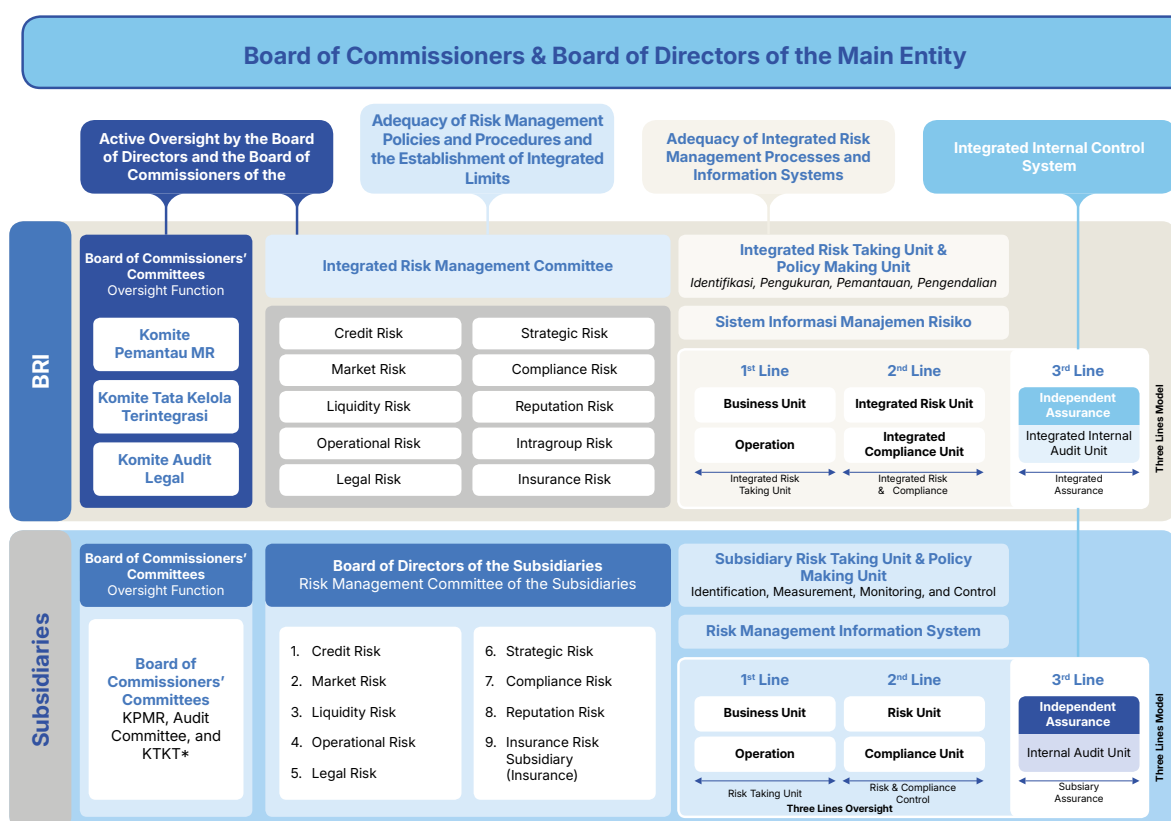 Board of Commissioners & Board of Directors of the Main Entity
Active Oversight by the Board
of Directors and the Board of
Commissioners of the
Adequacy of Risk Management
Policies and Procedures and
the Establishment of Integrated
Limits
Adequacy of Integrated Risk
Management Processes and
Information Systems
Integrated Internal Control
System
BRI
Board of Commissioners'
Committees
Oversight Function
Komite
Pemantau MR
Komite Tata Kelola
Terintegrasi
Komite Audit
Legal
Integrated Risk Management Committee
Credit Risk
Market Risk
Liquidity Risk
Operational Risk
Legal Risk
Strategic Risk
Compliance Risk
Reputation Risk
Intragroup Risk
Insurance Risk
Integrated Risk Taking Unit &
Policy Making Unit
Identifikasi, Pengukuran, Pemantauan, Pengendalian
Sistem Informasi Manajemen Risiko
1st Line
Business Unit
Operation
Integrated Risk
Taking Unit
2nd Line
Integrated Risk Unit
Integrated
Compliance Unit
Integrated Risk
& Compliance
3rd Line
Independent
Assurance
Integrated Internal
Audit Unit
Integrated
Assurance
Three Lines Model
Subsidiaries
Board of Commissioners'
Committees
Oversight Function
Board of
Commissioners'
Committees
KPMR, Audit
Committee, and
KTKT*
Board of Directors of the Subsidiaries
Risk Management Committee of the Subsidiaries
1. Credit Risk
2. Market Risk
3. Liquidity Risk
4. Operational Risk
5. Legal Risk
6. Strategic Risk
7. Compliance Risk
8. Reputation Risk
9. Insurance Risk
Subsidiary
(Insurance)
Subsidiary Risk Taking Unit & Policy
Making Unit
Identification, Measurement, Monitoring, and Control
Risk Management Information System
1st Line
Business Unit
Operation
Risk Taking Unit
2nd Line
Risk Unit
Compliance Unit
Risk & Compliance
Control
Three Lines Oversight
3rd Line
Independent
Assurance
Internal Audit Unit
Subsiary
Assurance
Three Lines Model